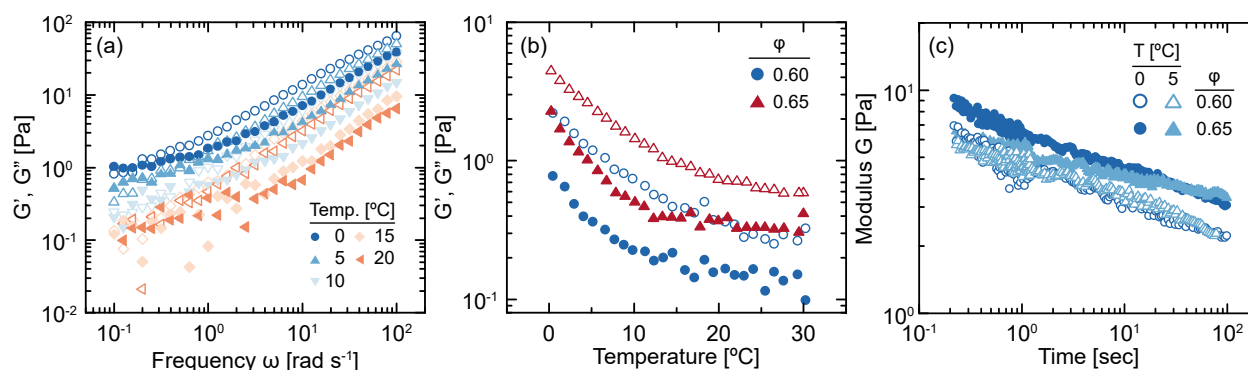 (a)
G', G" [Pa]
10²
10¹
10⁰
10⁻¹
10⁻²
Temp. [ºC]
0 15
5 20
10
10⁻¹ 10⁰ 10¹ 10²
Frequency ω [rad s⁻¹]
(b)
G', G" [Pa]
10¹
10⁰
10⁻¹
φ
0.60
0.65
0 10 20 30
Temperature [ºC]
(c)
Modulus G [Pa]
10¹
10⁰
T [ºC]
0 5 φ
0.60
0.65
10⁻¹ 10⁰ 10¹ 10²
Time [sec]